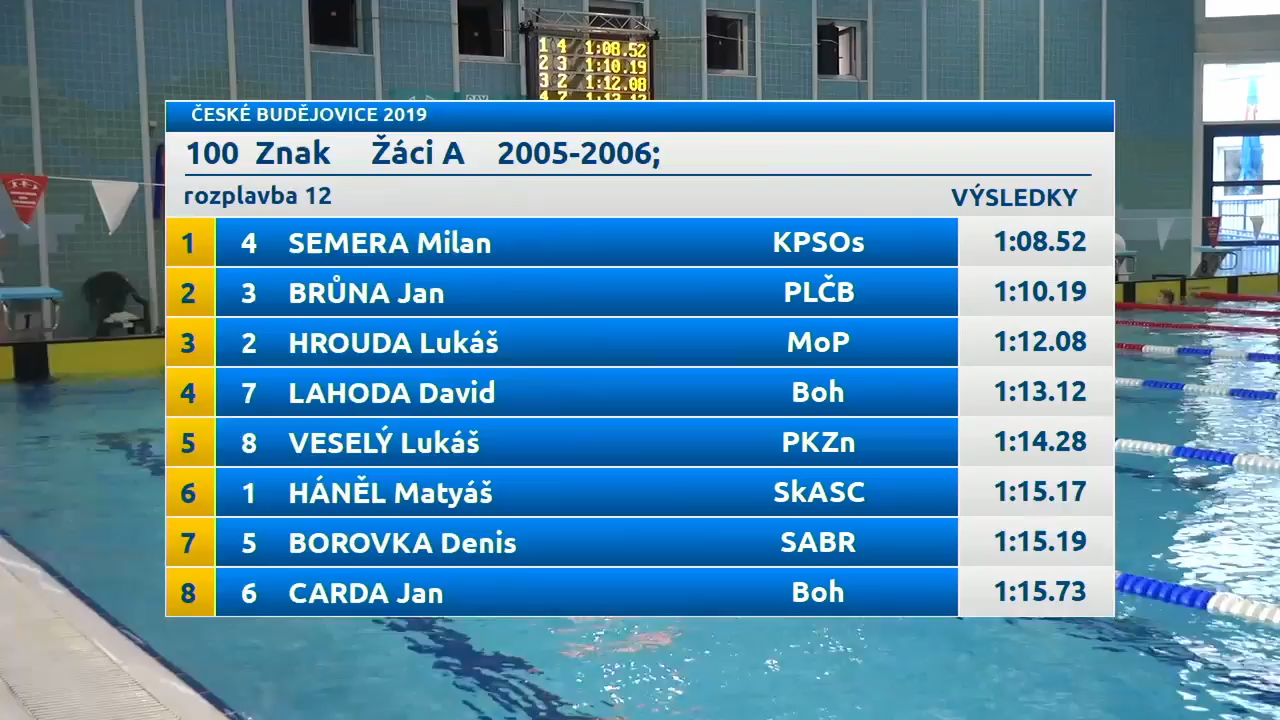 1 4 1:08.52
2 3 1:10.19
3 2 1:12.08
ČESKÉ BUDĚJOVICE 2019
100 Znak Žáci A 2005-2006;
rozplavba 12 VÝSLEDKY
1 4 SEMERA Milan KPSOs 1:08.52
2 3 BRŮNA Jan PLČB 1:10.19
3 2 HROUDA Lukáš MoP 1:12.08
4 7 LAHODA David Boh 1:13.12
5 8 VESELÝ Lukáš PKZn 1:14.28
6 1 HÁNĚL Matyáš SkASC 1:15.17
7 5 BOROVKA Denis SABR 1:15.19
8 6 CARDA Jan Boh 1:15.73
1